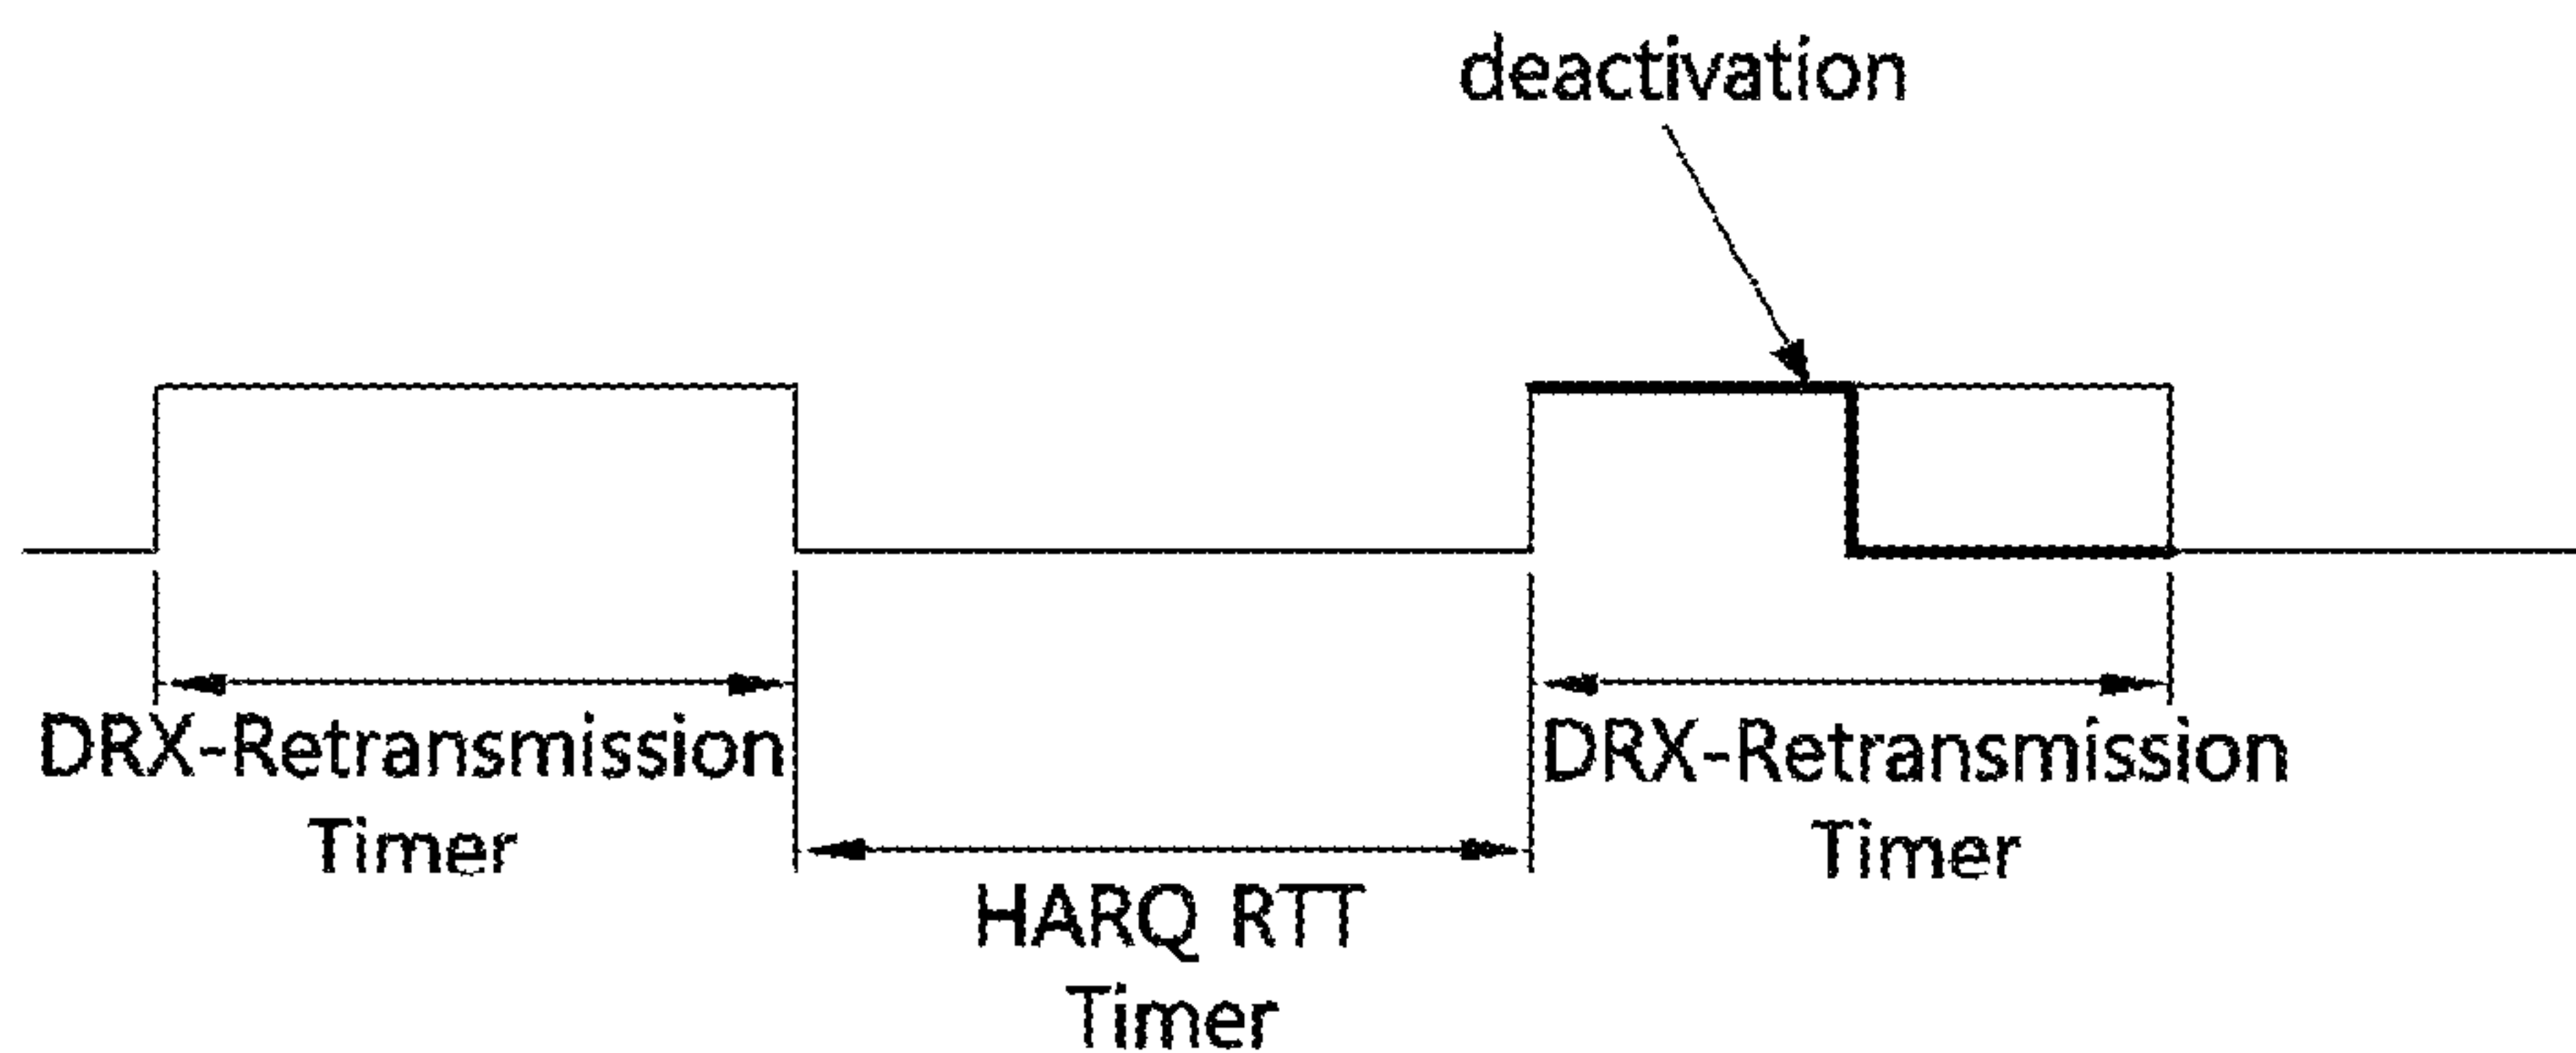 deactivation
DRX-Retransmission
Timer
HARQ RTT
Timer
DRX-Retransmission
Timer